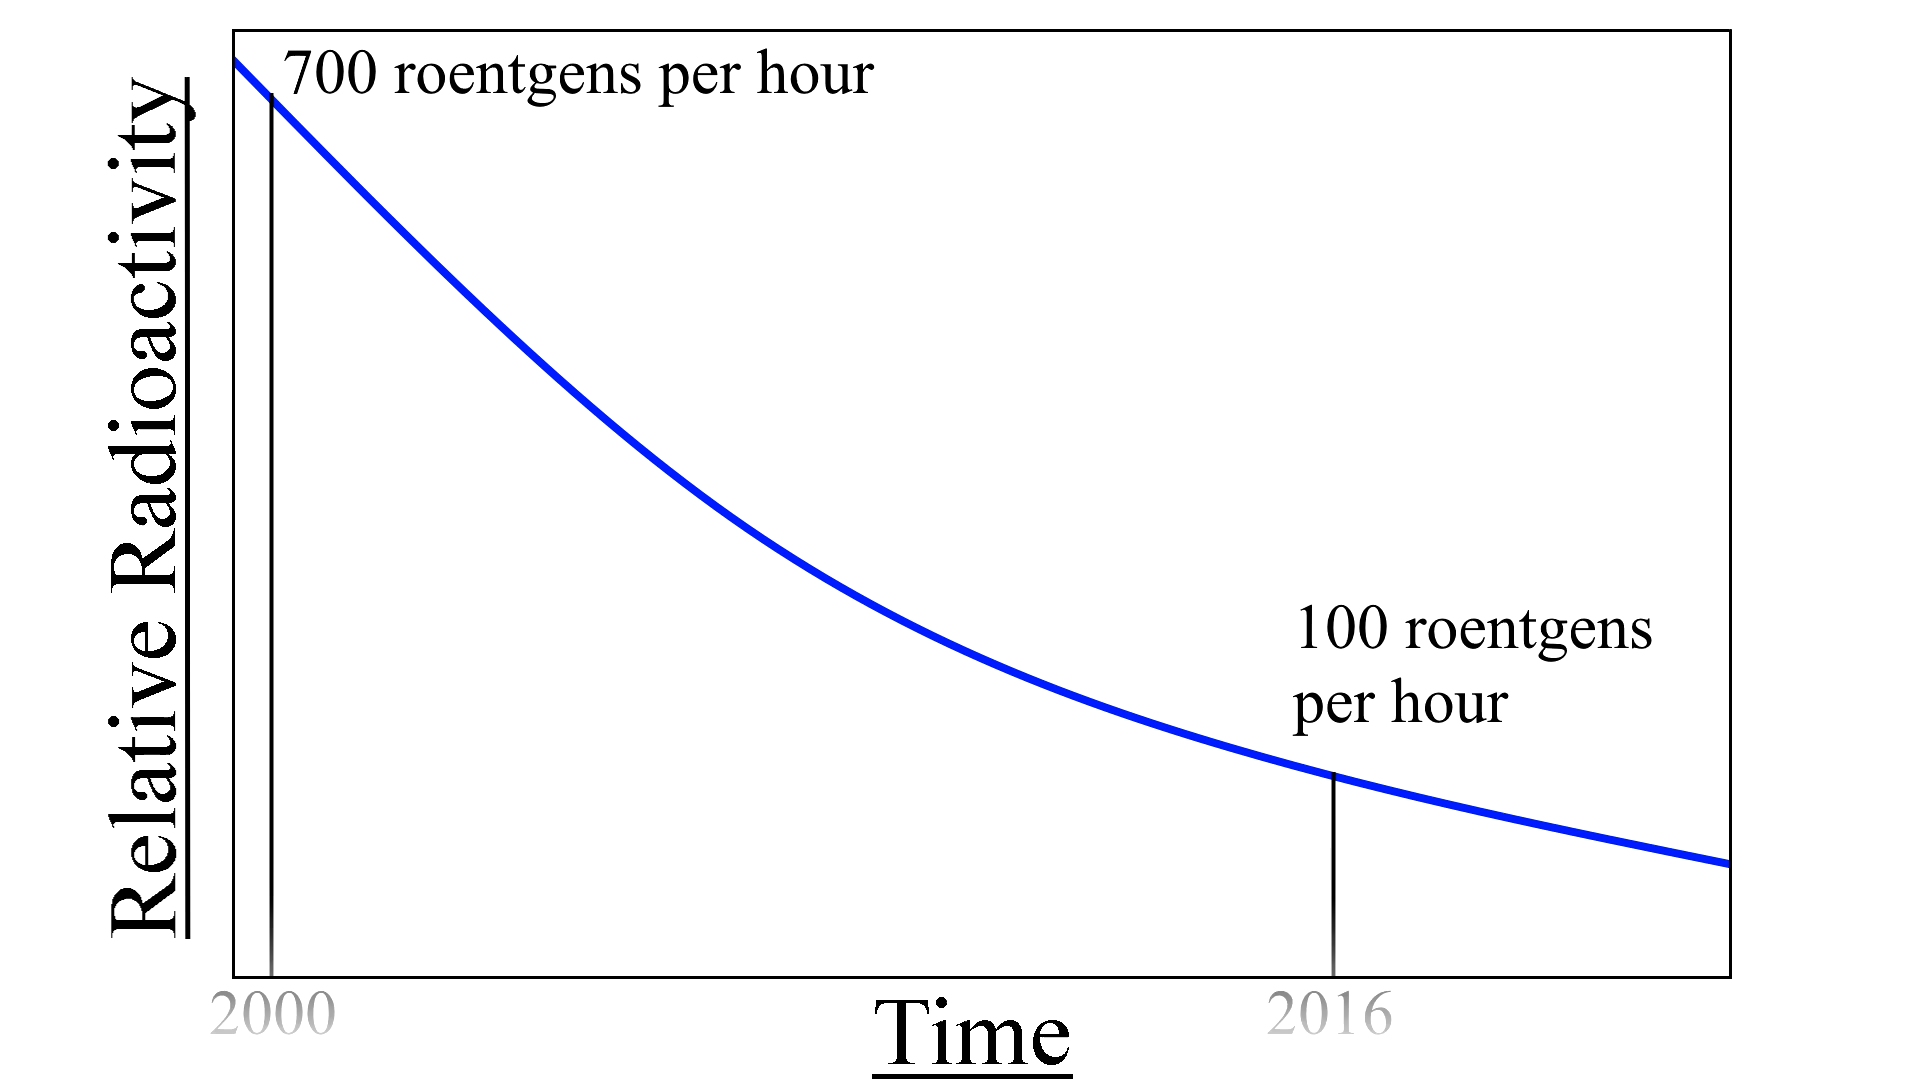 Relative Radioactivity
700 roentgens per hour
100 roentgens
per hour
2000
Time
2016